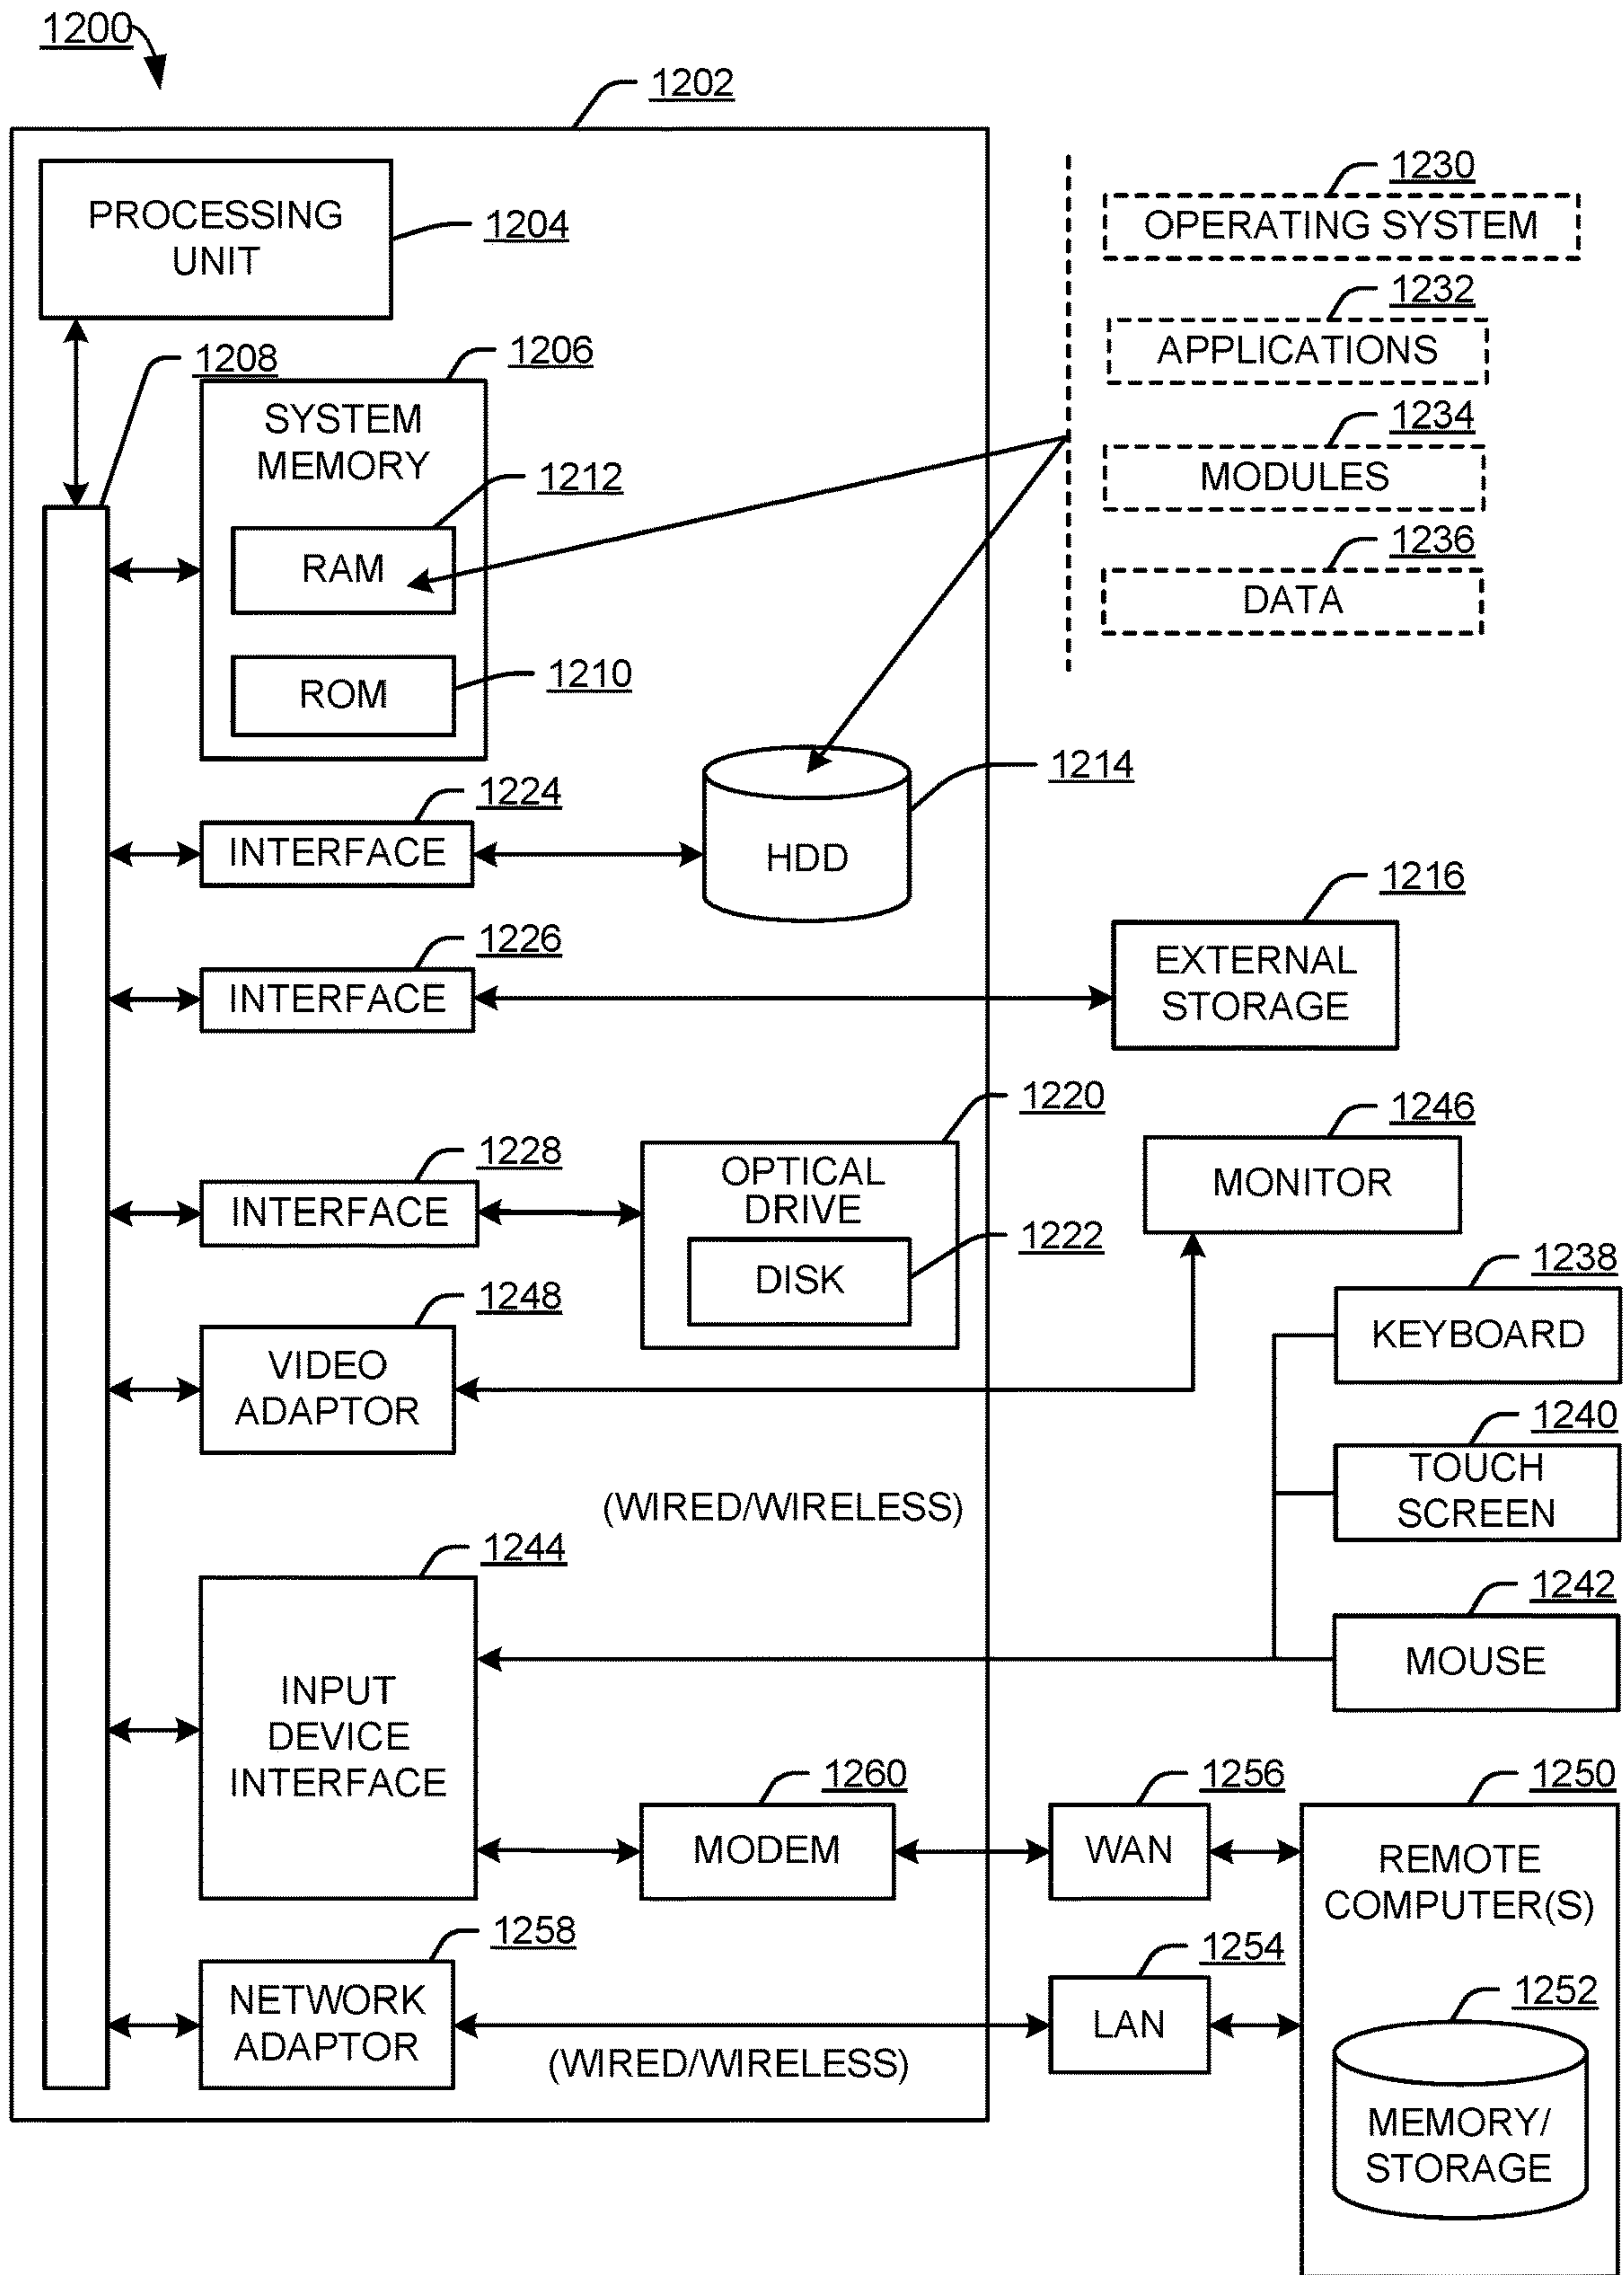 1200
1202
PROCESSING
UNIT
1204
1230
OPERATING SYSTEM
1232
APPLICATIONS
1234
MODULES
1236
DATA
1208
1206
SYSTEM
MEMORY
1212
RAM
1210
ROM
1224
INTERFACE
1214
HDD
1226
INTERFACE
1216
EXTERNAL
STORAGE
1228
INTERFACE
1220
OPTICAL
DRIVE
1222
DISK
1246
MONITOR
1248
VIDEO
ADAPTOR
1238
KEYBOARD
1240
TOUCH
SCREEN
1242
MOUSE
(WIRED/WIRELESS)
1244
INPUT
DEVICE
INTERFACE
1260
MODEM
1256
WAN
1250
REMOTE
COMPUTER(S)
1258
NETWORK
ADAPTOR
(WIRED/WIRELESS)
1254
LAN
1252
MEMORY/
STORAGE